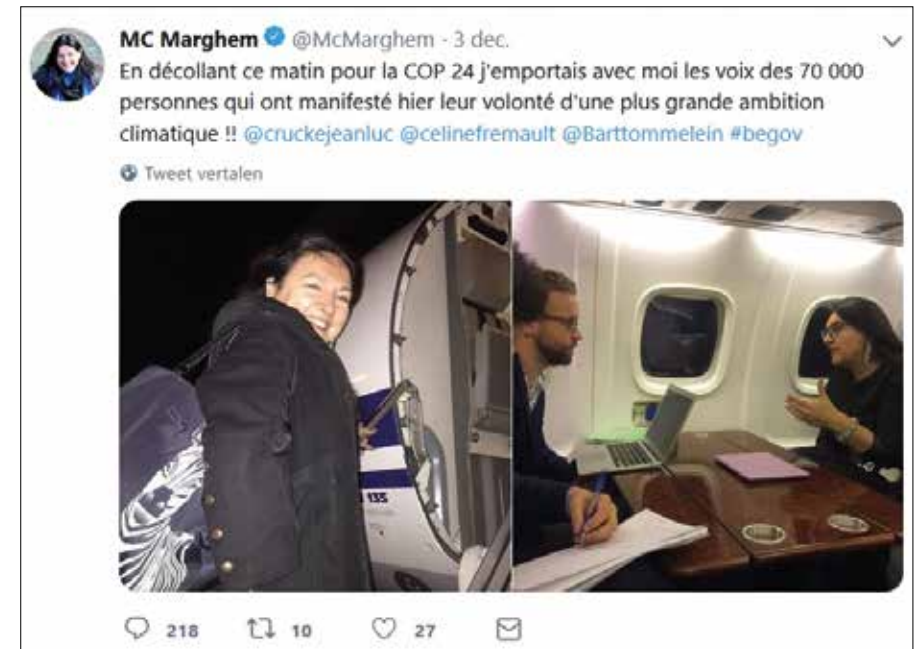 MC Marghem @McMarghem · 3 dec.
En décollant ce matin pour la COP 24 j'emportais avec moi les voix des 70 000
personnes qui ont manifesté hier leur volonté d'une plus grande ambition
climatique !! @cruckejeanluc @celinefremault @Barttommelein #begov
Tweet vertalen
135
218 10 27